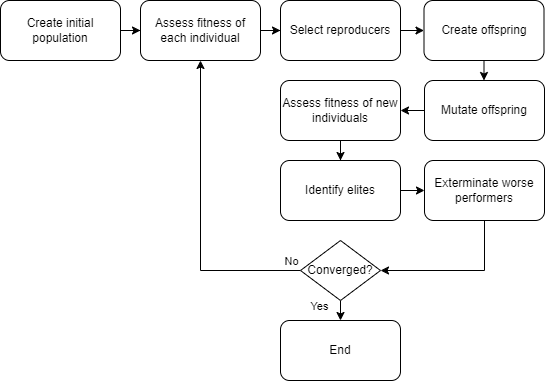 Create initial
population
Assess fitness of
each individual
Select reproducers
Create offspring
Mutate offspring
Assess fitness of new
individuals
Identify elites
Exterminate worse
performers
Converged?
No
Yes
End